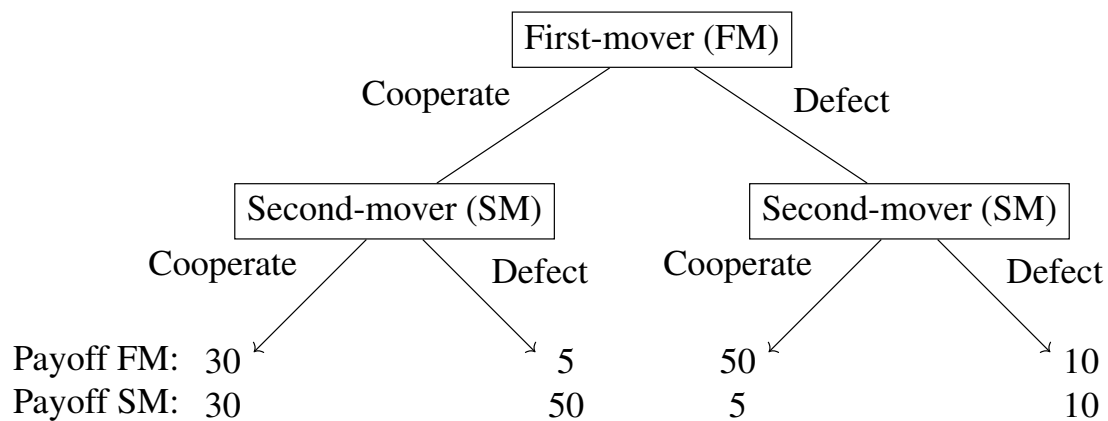 First-mover (FM)
Cooperate
Defect
Second-mover (SM)
Second-mover (SM)
Cooperate
Defect
Cooperate
Defect
Payoff FM: 30 5 50 10
Payoff SM: 30 50 5 10